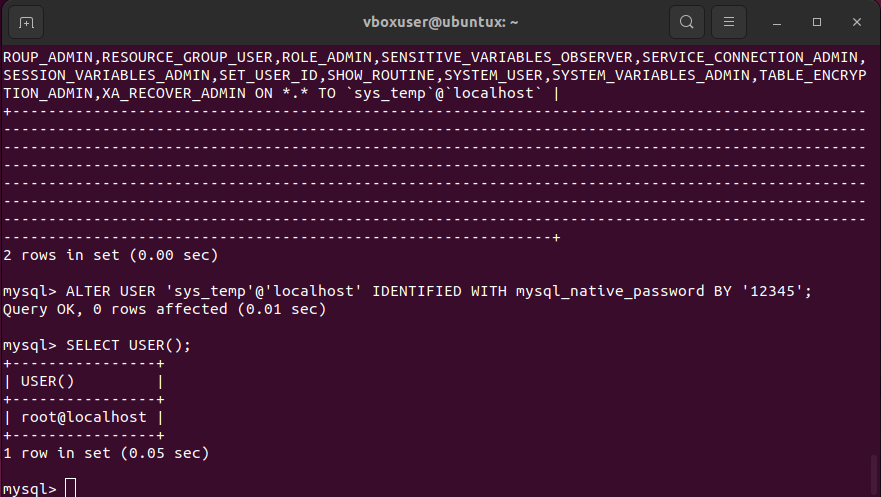 vboxuser@ubuntux: ~
ROUP_ADMIN,RESOURCE_GROUP_USER,ROLE_ADMIN,SENSITIVE_VARIABLES_OBSERVER,SERVICE_CONNECTION_ADMIN,
SESSION_VARIABLES_ADMIN,SET_USER_ID,SHOW_ROUTINE,SYSTEM_USER,SYSTEM_VARIABLES_ADMIN,TABLE_ENCRYP
TION_ADMIN,XA_RECOVER_ADMIN ON *.* TO `sys_temp`@`localhost` |
+-----------------------------------------------------------------------------------------------
------------------------------------------------------------------------------------------------
------------------------------------------------------------------------------------------------
------------------------------------------------------------------------------------------------
------------------------------------------------------------------------------------------------
------------------------------------------------------------------------------------------------
------------------------------------------------------------------------------------------------
-------------------------------------------------------------+
2 rows in set (0.00 sec)
mysql> ALTER USER 'sys_temp'@'localhost' IDENTIFIED WITH mysql_native_password BY '12345';
Query OK, 0 rows affected (0.01 sec)
mysql> SELECT USER();
+----------------+
| USER()         |
+----------------+
| root@localhost |
+----------------+
1 row in set (0.05 sec)
mysql>